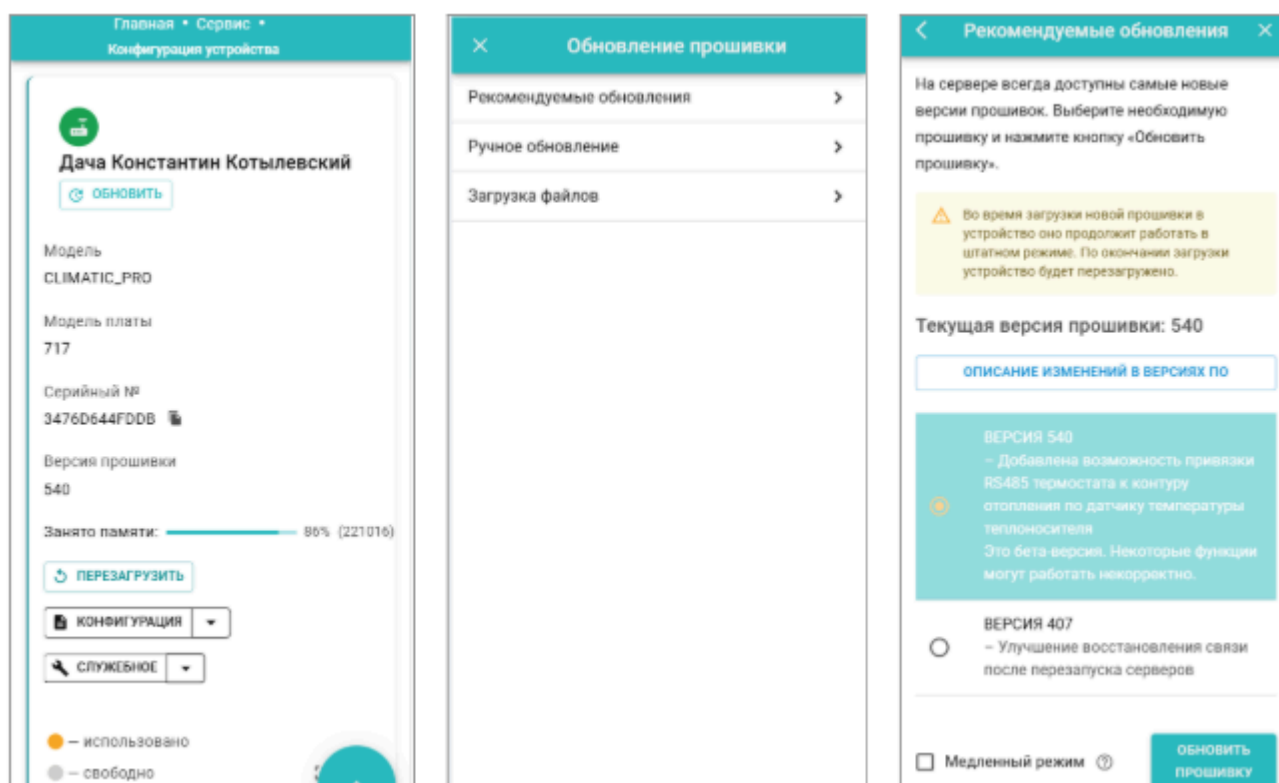 Главная • Сервис •
Конфигурация устройства
Дача Константин Котылевский
ОБНОВИТЬ
Модель
CLIMATIC_PRO
Модель платы
717
Серийный №
3476D644FDDB
Версия прошивки
540
Занято памяти: 86% (221016)
ПЕРЕЗАГРУЗИТЬ
КОНФИГУРАЦИЯ
СЛУЖЕБНОЕ
– использовано
– свободно
Обновление прошивки
Рекомендуемые обновления
Ручное обновление
Загрузка файлов
Рекомендуемые обновления
На сервере всегда доступны самые новые
версии прошивок. Выберите необходимую
прошивку и нажмите кнопку «Обновить
прошивку».
Во время загрузки новой прошивки в
устройство оно продолжит работать в
штатном режиме. По окончании загрузки
устройство будет перезагружено.
Текущая версия прошивки: 540
ОПИСАНИЕ ИЗМЕНЕНИЙ В ВЕРСИЯХ ПО
ВЕРСИЯ 540
– Добавлена возможность привязки
RS485 термостата к контуру
отопления по датчику температуры
теплоносителя
Это бета-версия. Некоторые функции
могут работать некорректно.
ВЕРСИЯ 407
– Улучшение восстановления связи
после перезапуска серверов
Медленный режим
ОБНОВИТЬ
ПРОШИВКУ